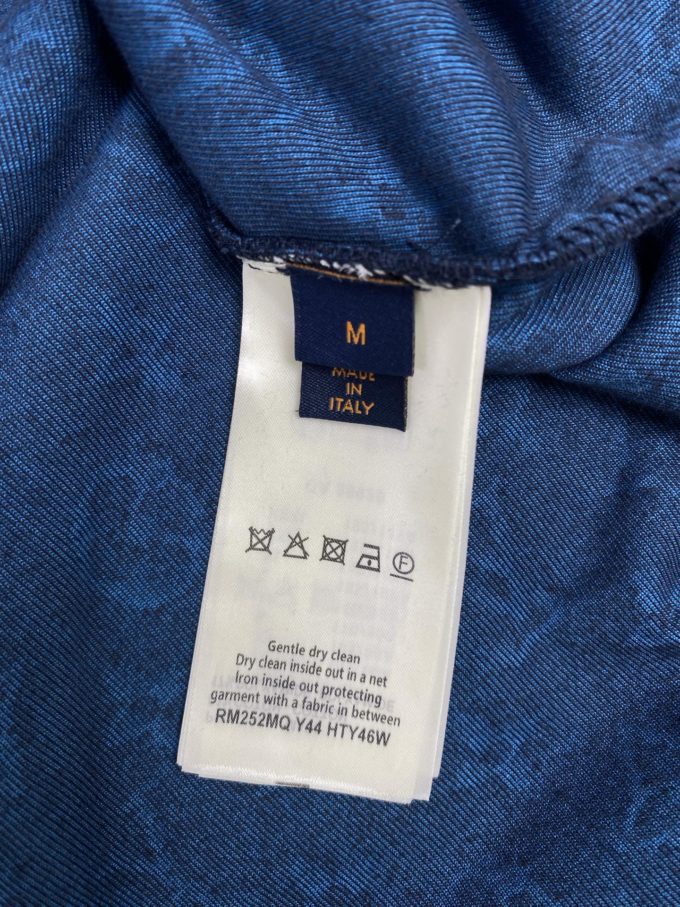 M
MADE
IN
ITALY
F
Gentle dry clean
Dry clean inside out in a net
Iron inside out protecting
garment with a fabric in between
RM252MQ Y44 HTY46W